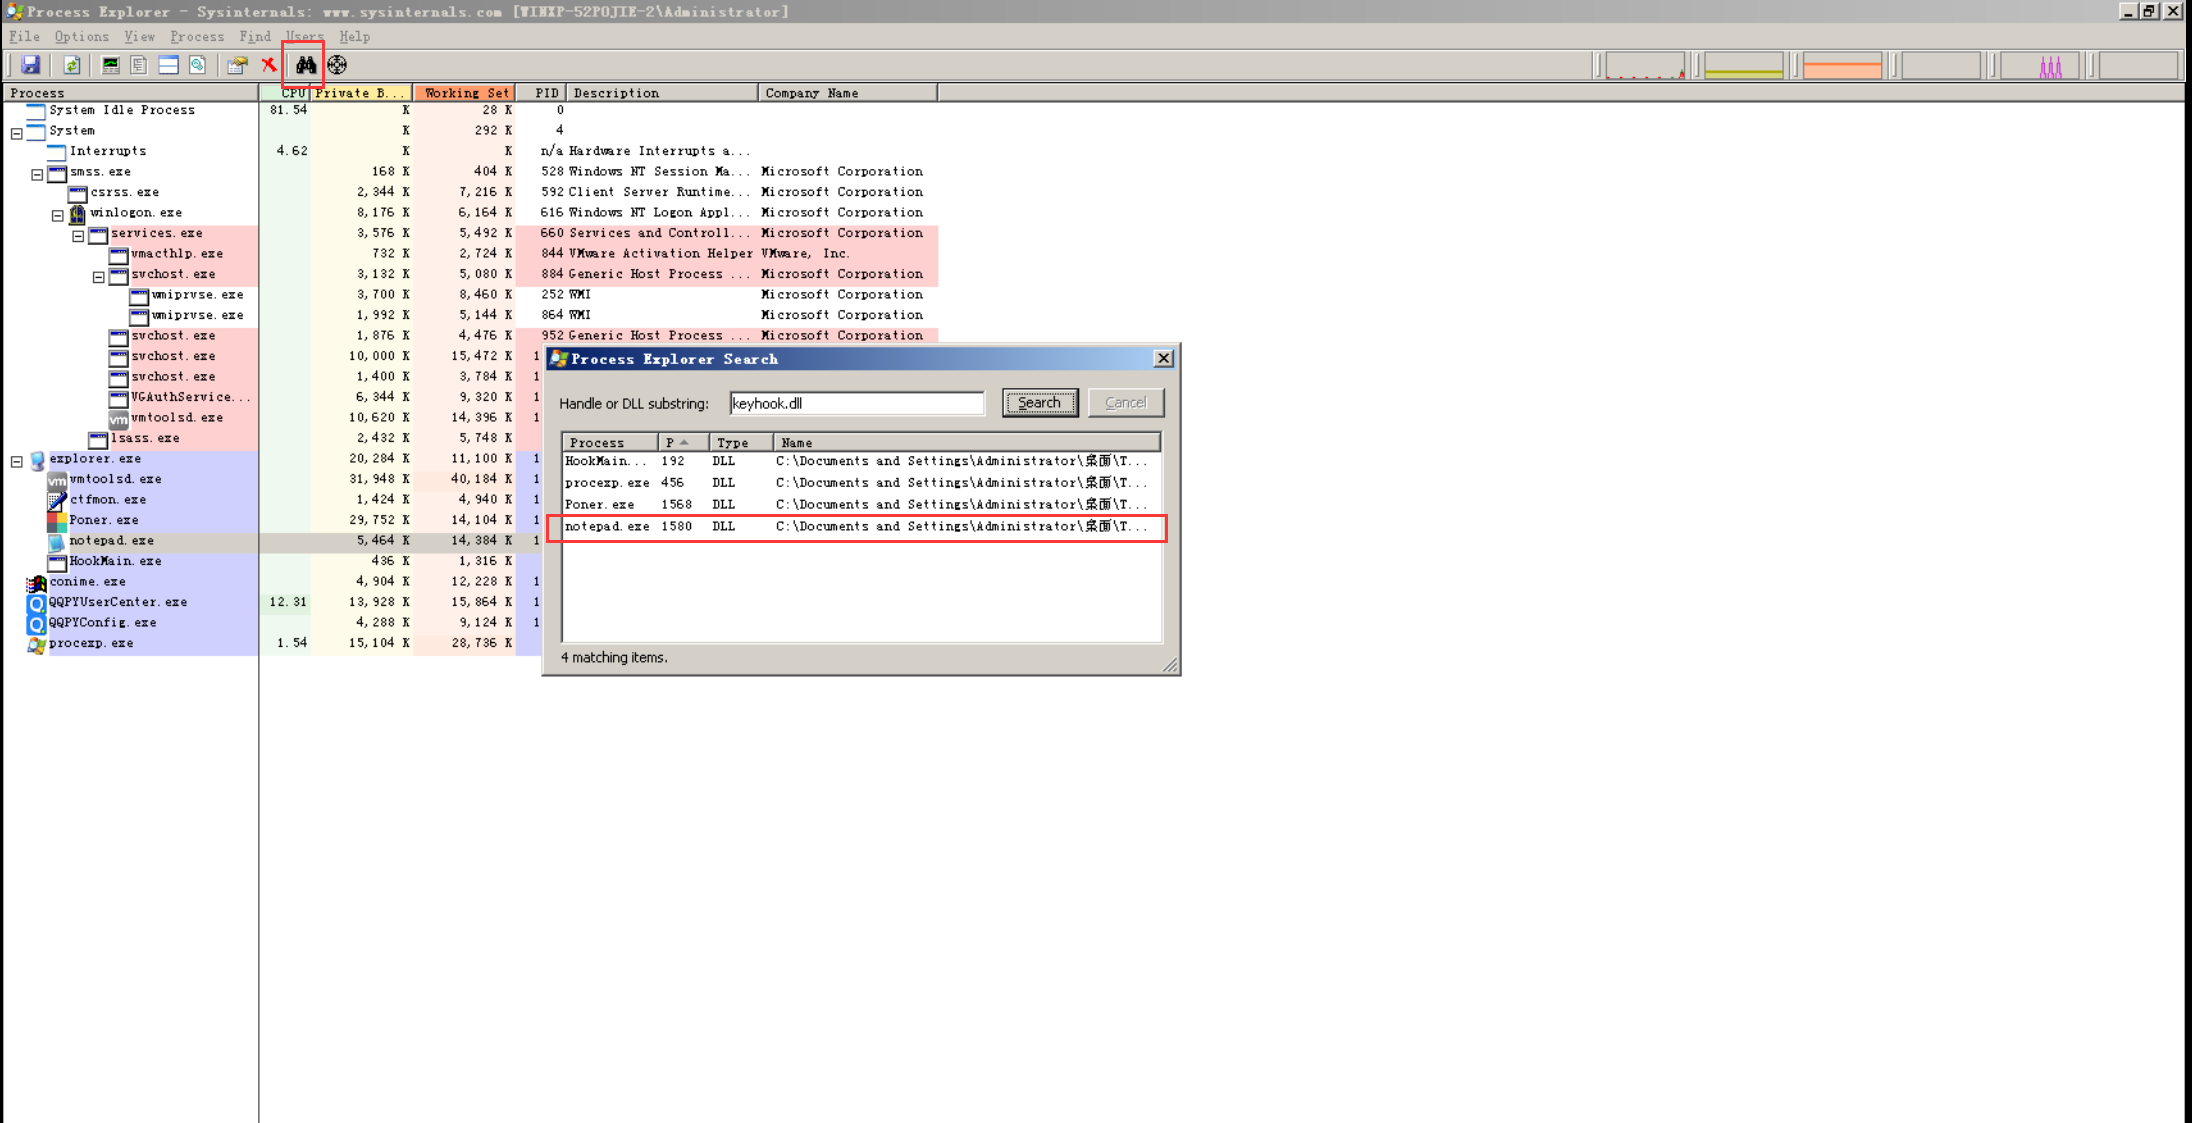 Process Explorer - Sysinternals: www.sysinternals.com [WINXP-52POJIE-2\Administrator]
File Options View Process Find Users Help
Process CPU Private B... Working Set PID Description Company Name
System Idle Process 81.54 K 28 K 0
System K 292 K 4
Interrupts 4.62 K K n/a Hardware Interrupts a...
smss.exe 168 K 404 K 528 Windows NT Session Ma... Microsoft Corporation
csrss.exe 2,344 K 7,216 K 592 Client Server Runtime... Microsoft Corporation
winlogon.exe 8,176 K 6,164 K 616 Windows NT Logon Appl... Microsoft Corporation
services.exe 3,576 K 5,492 K 660 Services and Controll... Microsoft Corporation
vmacthlp.exe 732 K 2,724 K 844 VMware Activation Helper VMware, Inc.
svchost.exe 3,132 K 5,080 K 884 Generic Host Process ... Microsoft Corporation
wmiprvse.exe 3,700 K 8,460 K 252 WMI Microsoft Corporation
wmiprvse.exe 1,992 K 5,144 K 864 WMI Microsoft Corporation
svchost.exe 1,876 K 4,476 K 952 Generic Host Process ... Microsoft Corporation
svchost.exe 10,000 K 15,472 K 1
svchost.exe 1,400 K 3,784 K 1
VGAuthService... 6,344 K 9,320 K 1
vmtoolsd.exe 10,620 K 14,396 K 1
lsass.exe 2,432 K 5,748 K
explorer.exe 20,284 K 11,100 K 1
vmtoolsd.exe 31,948 K 40,184 K 1
ctfmon.exe 1,424 K 4,940 K 1
Poner.exe 29,752 K 14,104 K 1
notepad.exe 5,464 K 14,384 K 1
HookMain.exe 436 K 1,316 K
conime.exe 4,904 K 12,228 K 1
QQPYUserCenter.exe 12.31 13,928 K 15,864 K 1
QQPYConfig.exe 4,288 K 9,124 K 1
procexp.exe 1.54 15,104 K 28,736 K
Process Explorer Search
Handle or DLL substring: keyhook.dll Search Cancel
Process P Type Name
HookMain... 192 DLL C:\Documents and Settings\Administrator\桌面\T...
procexp.exe 456 DLL C:\Documents and Settings\Administrator\桌面\T...
Poner.exe 1568 DLL C:\Documents and Settings\Administrator\桌面\T...
notepad.exe 1580 DLL C:\Documents and Settings\Administrator\桌面\T...
4 matching items.